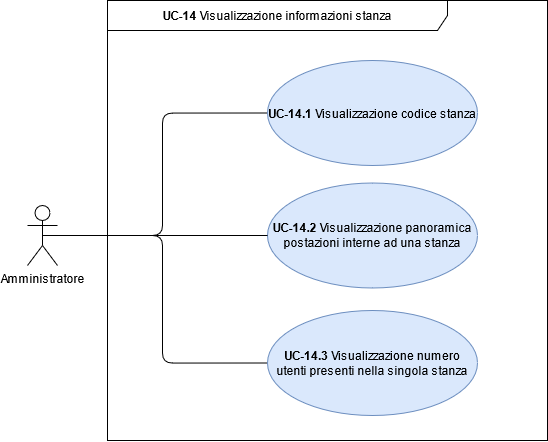 UC-14 Visualizzazione informazioni stanza
UC-14.1 Visualizzazione codice stanza
UC-14.2 Visualizzazione panoramica
postazioni interne ad una stanza
Amministratore
UC-14.3 Visualizzazione numero
utenti presenti nella singola stanza